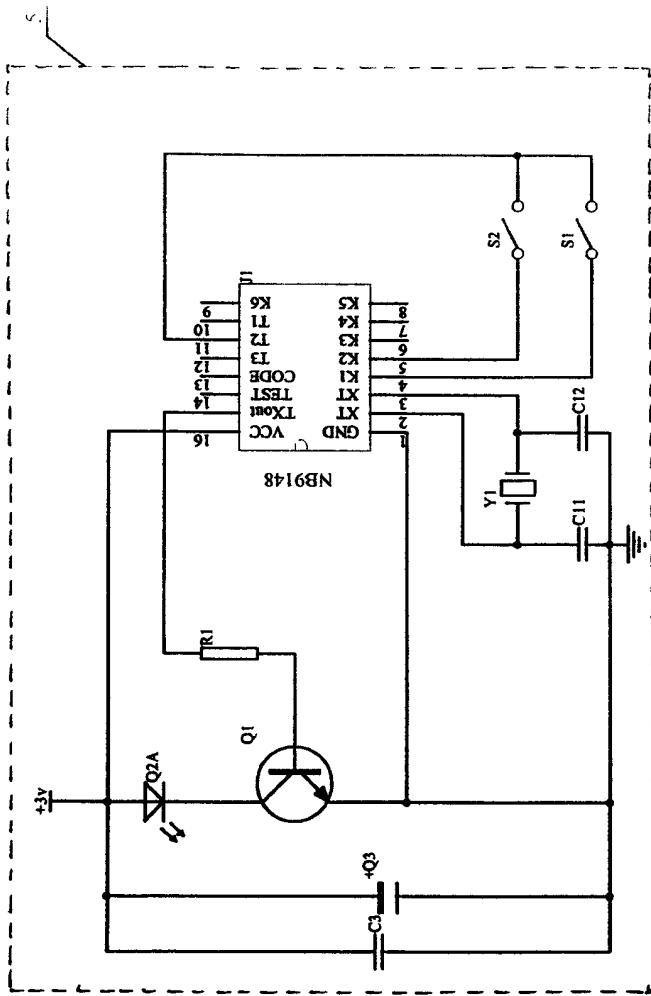 +3v
Q2A
Q1
R1
+Q3
C3
NB9148
16
14
13
12
11
10
9
VCC
TXout
TEST
CODE
T3
T2
T1
K6
GND
XT
XT
K1
K2
K3
K4
K5
1
2
3
4
5
6
7
8
S2
S1
Y1
C11
C12